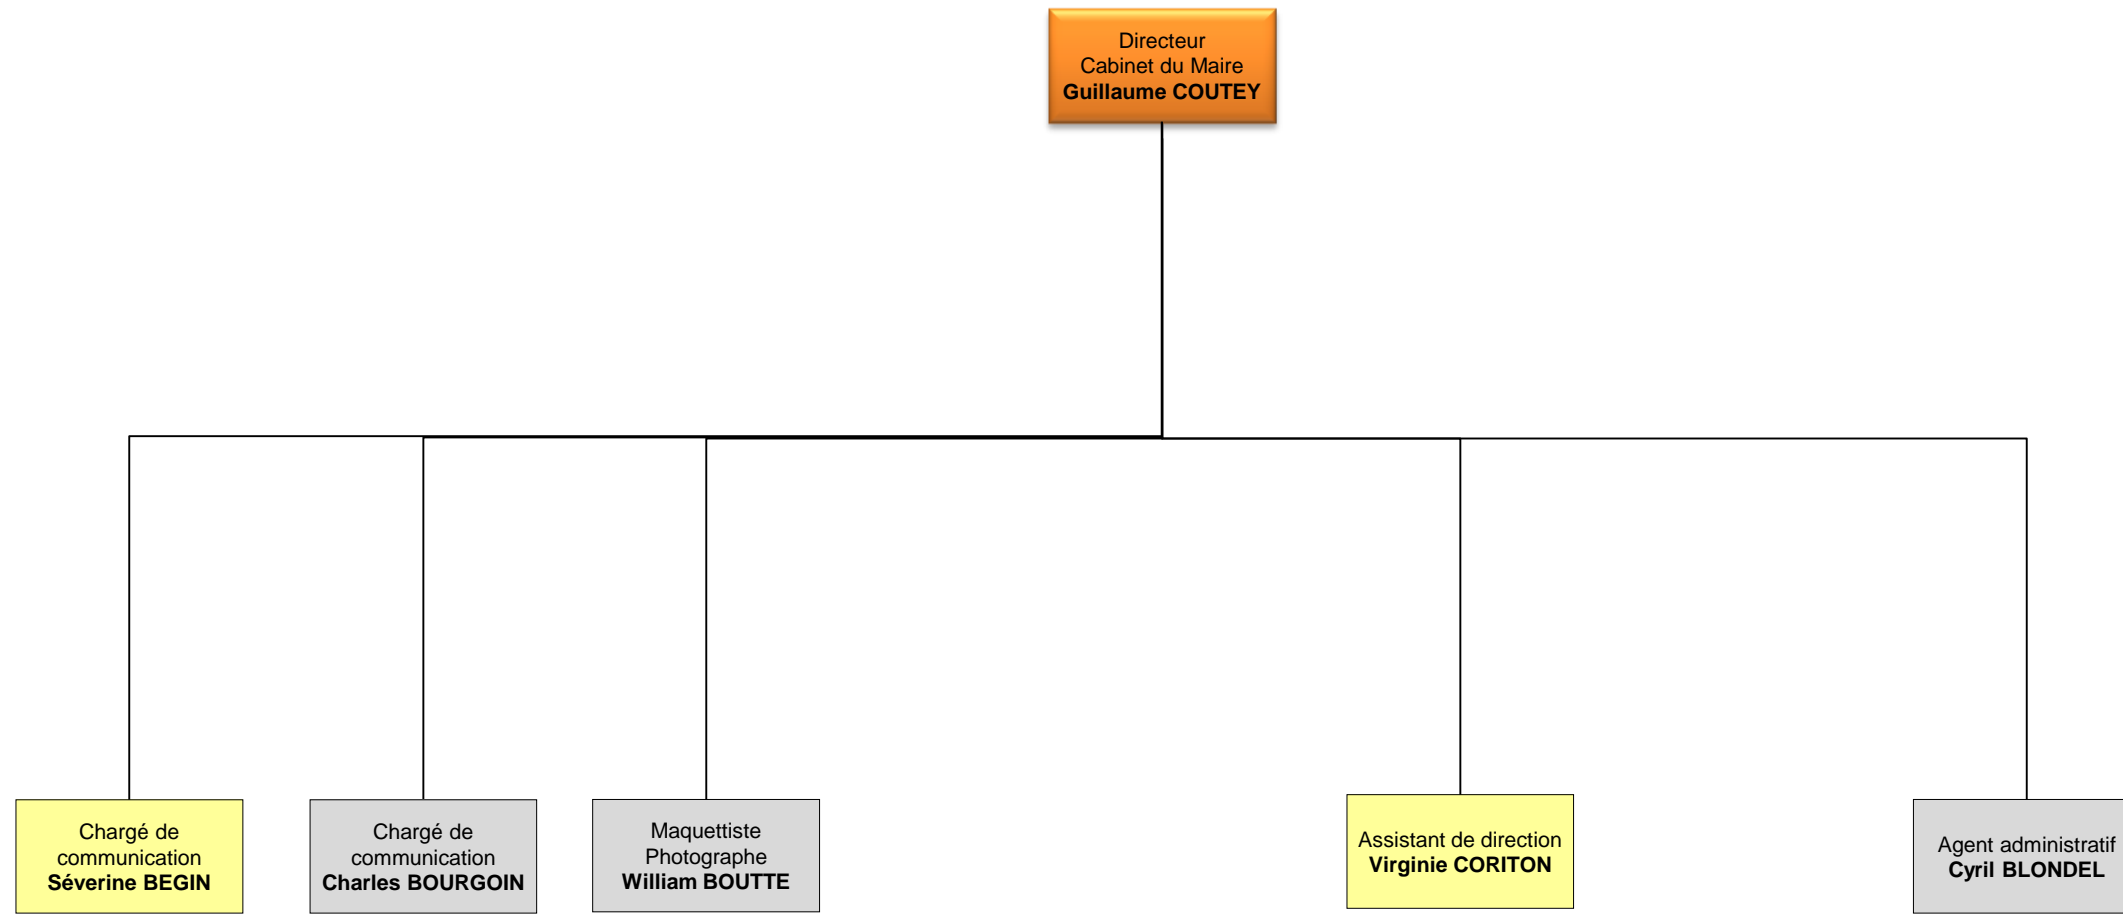 Directeur
Cabinet du Maire
Guillaume COUTEY
Chargé de
communication
Séverine BEGIN
Chargé de
communication
Charles BOURGOIN
Maquettiste
Photographe
William BOUTTE
Assistant de direction
Virginie CORITON
Agent administratif
Cyril BLONDEL